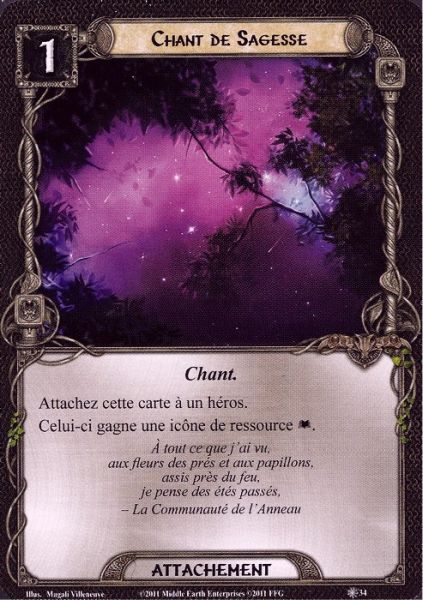 Chant de Sagesse
1
Chant.
Attachez cette carte à un héros.
Celui-ci gagne une icône de ressource .
À tout ce que j'ai vu,
aux fleurs des prés et aux papillons,
assis près du feu,
je pense des étés passés,
– La Communauté de l'Anneau
Attachement
Illus. Magali Villeneuve ©2011 Middle Earth Enterprises ©2011 FFG 34